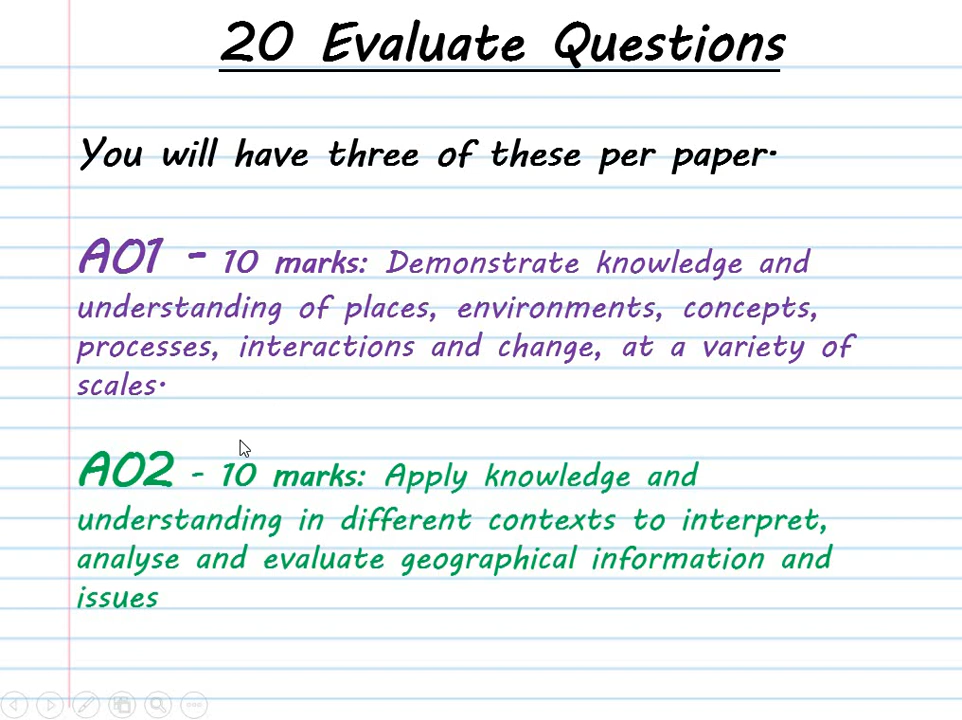 20 Evaluate Questions
You will have three of these per paper.
AO1 - 10 marks: Demonstrate knowledge and
understanding of places, environments, concepts,
processes, interactions and change, at a variety of
scales.
AO2 - 10 marks: Apply knowledge and
understanding in different contexts to interpret,
analyse and evaluate geographical information and
issues